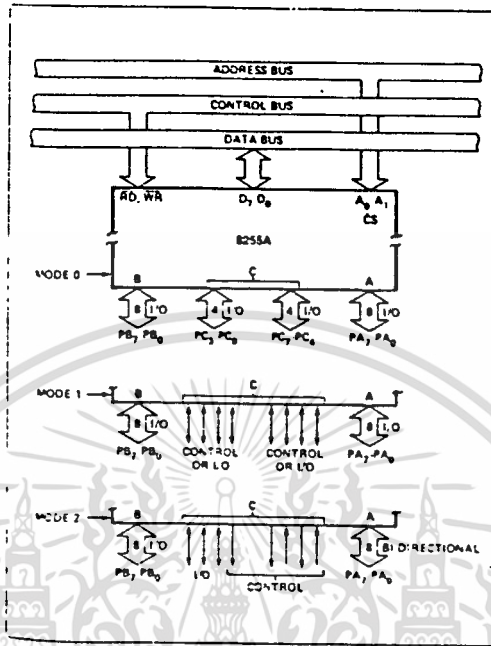 ADDRESS BUS
CONTROL BUS
DATA BUS
RD, WR D7 D0 A0 A1
CS
8255A
MODE 0
B C A
8 I/O 4 I/O 4 I/O 8 I/O
PB7 PB0 PC3 PC0 PC7 PC4 PA7 PA0
MODE 1
B C A
8 I/O 8 I/O
PB7 PB0 CONTROL OR I/O CONTROL OR I/O PA7-PA0
MODE 2
B C A
8 I/O 8 BI DIRECTIONAL
PB7 PB0 I/O CONTROL PA7 PA0